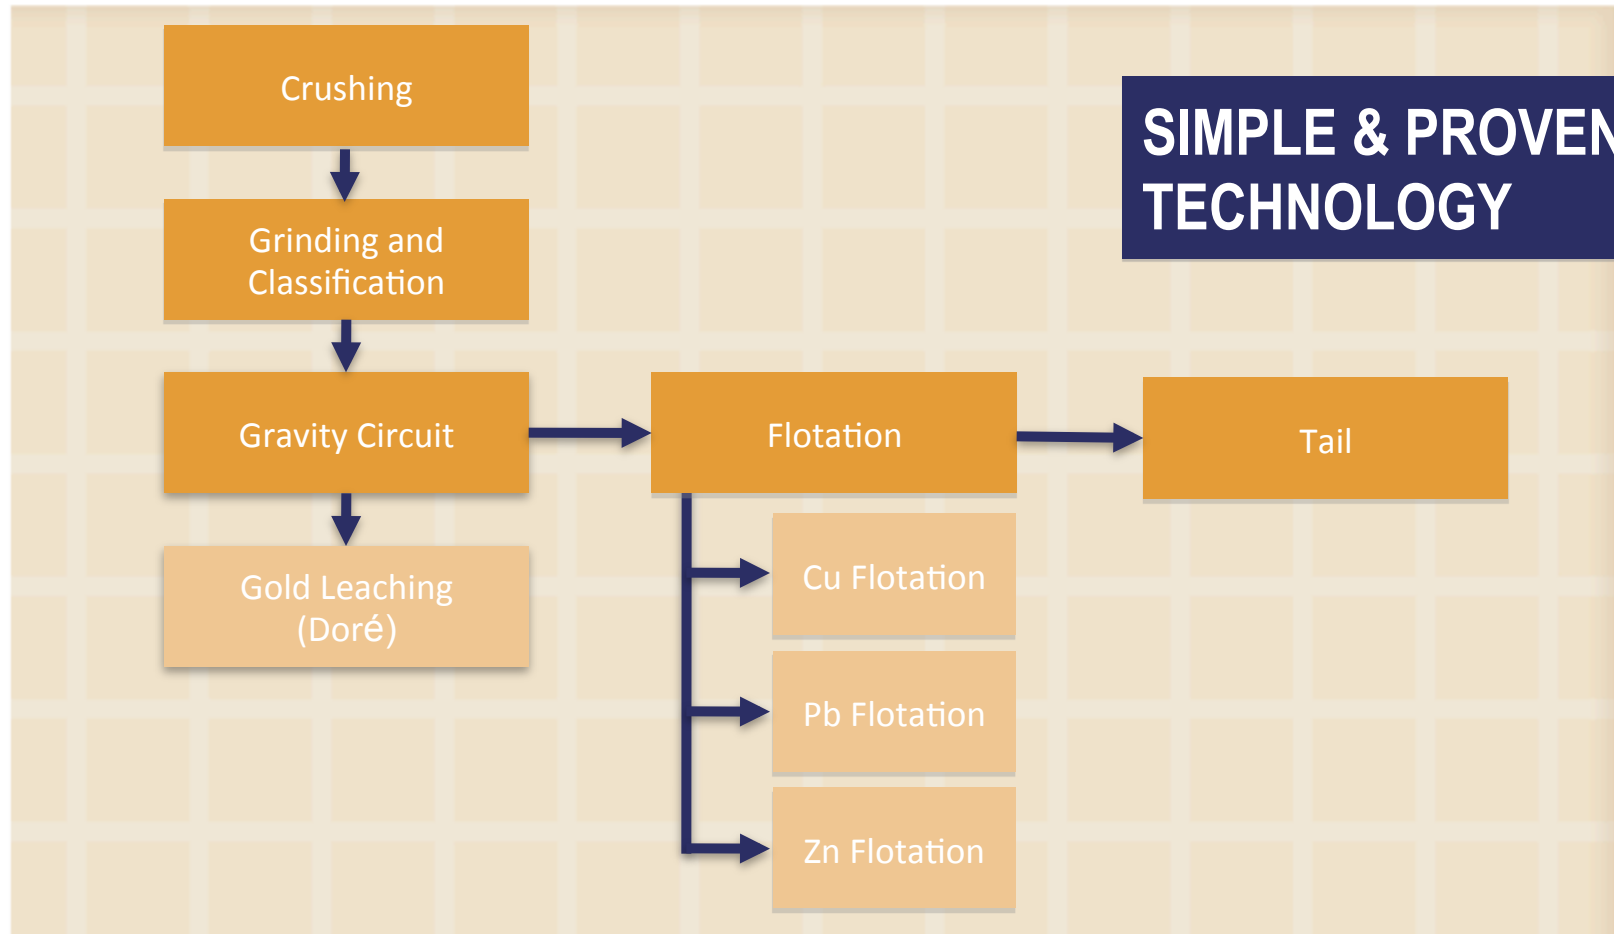 Crushing
SIMPLE & PROVEN
TECHNOLOGY
Grinding and
Classification
Gravity Circuit
Flotation
Tail
Gold Leaching
(Doré)
Cu Flotation
Pb Flotation
Zn Flotation